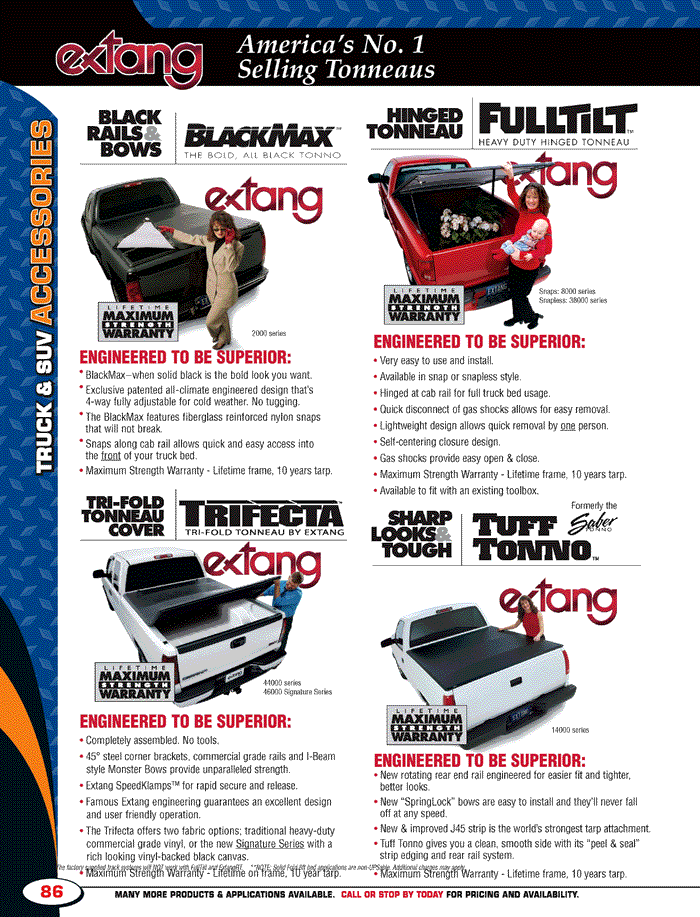 extang
America's No. 1
Selling Tonneaus
TRUCK & SUV ACCESSORIES
BLACK
RAILS &
BOWS
BLACKMAX™
THE BOLD, ALL BLACK TONNO
extang
LIFETIME
MAXIMUM
STRENGTH
WARRANTY
2000 series
ENGINEERED TO BE SUPERIOR:
• BlackMax–when solid black is the bold look you want.
• Exclusive patented all-climate engineered design that's
4-way fully adjustable for cold weather. No tugging.
• The BlackMax features fiberglass reinforced nylon snaps
that will not break.
• Snaps along cab rail allows quick and easy access into
the front of your truck bed.
• Maximum Strength Warranty - Lifetime frame, 10 years tarp.
HINGED
TONNEAU
FULLTILT™
HEAVY DUTY HINGED TONNEAU
extang
LIFETIME
MAXIMUM
STRENGTH
WARRANTY
Snaps: 8000 series
Snapless: 38000 series
ENGINEERED TO BE SUPERIOR:
• Very easy to use and install.
• Available in snap or snapless style.
• Hinged at cab rail for full truck bed usage.
• Quick disconnect of gas shocks allows for easy removal.
• Lightweight design allows quick removal by one person.
• Self-centering closure design.
• Gas shocks provide easy open & close.
• Maximum Strength Warranty - Lifetime frame, 10 years tarp.
• Available to fit with an existing toolbox.
TRI-FOLD
TONNEAU
COVER
TRIFECTA™
TRI-FOLD TONNEAU BY EXTANG
extang
LIFETIME
MAXIMUM
STRENGTH
WARRANTY
44000 series
46000 Signature Series
ENGINEERED TO BE SUPERIOR:
• Completely assembled. No tools.
• 45° steel corner brackets, commercial grade rails and I-Beam
style Monster Bows provide unparalleled strength.
• Extang SpeedKlamps™ for rapid secure and release.
• Famous Extang engineering guarantees an excellent design
and user friendly operation.
• The Trifecta offers two fabric options; traditional heavy-duty
commercial grade vinyl, or the new Signature Series with a
rich looking vinyl-backed black canvas.
• Maximum Strength Warranty - Lifetime on frame, 10 year tarp.
SHARP
LOOKS &
TOUGH
Formerly the
Saber
TONNO
TUFF
TONNO™
extang
LIFETIME
MAXIMUM
STRENGTH
WARRANTY
14000 series
ENGINEERED TO BE SUPERIOR:
• New rotating rear end rail engineered for easier fit and tighter,
better looks.
• New “SpringLock” bows are easy to install and they'll never fall
off at any speed.
• New & improved J45 strip is the world's strongest tarp attachment.
• Tuff Tonno gives you a clean, smooth side with its “peel & seal”
strip edging and rear rail system.
• Maximum Strength Warranty - Lifetime frame, 10 years tarp.
86
MANY MORE PRODUCTS & APPLICATIONS AVAILABLE. CALL OR STOP BY TODAY FOR PRICING AND AVAILABILITY.